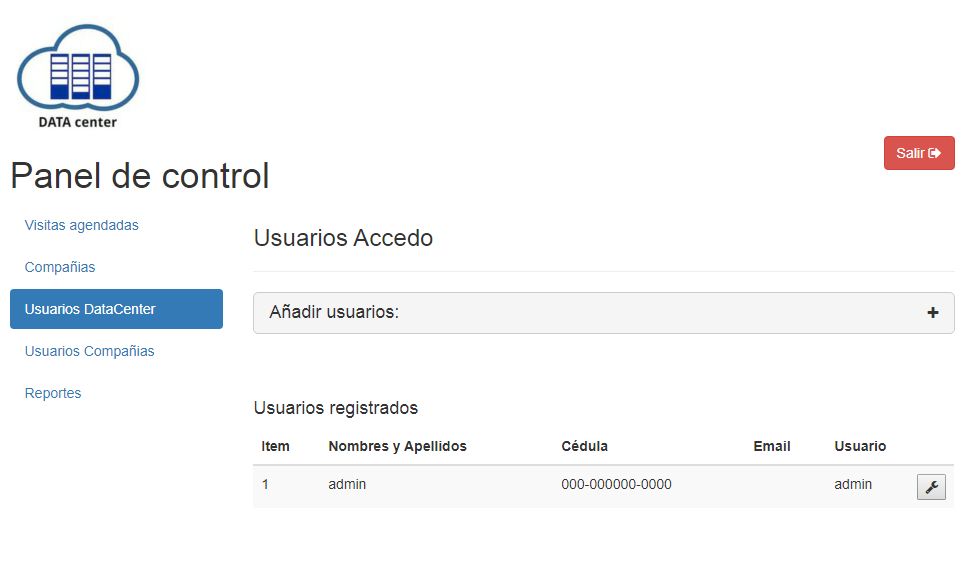 DATA center
Salir
Panel de control
Visitas agendadas
Compañias
Usuarios DataCenter
Usuarios Compañias
Reportes
Usuarios Accedo
Añadir usuarios:
Usuarios registrados
Item Nombres y Apellidos Cédula Email Usuario
1 admin 000-000000-0000 admin